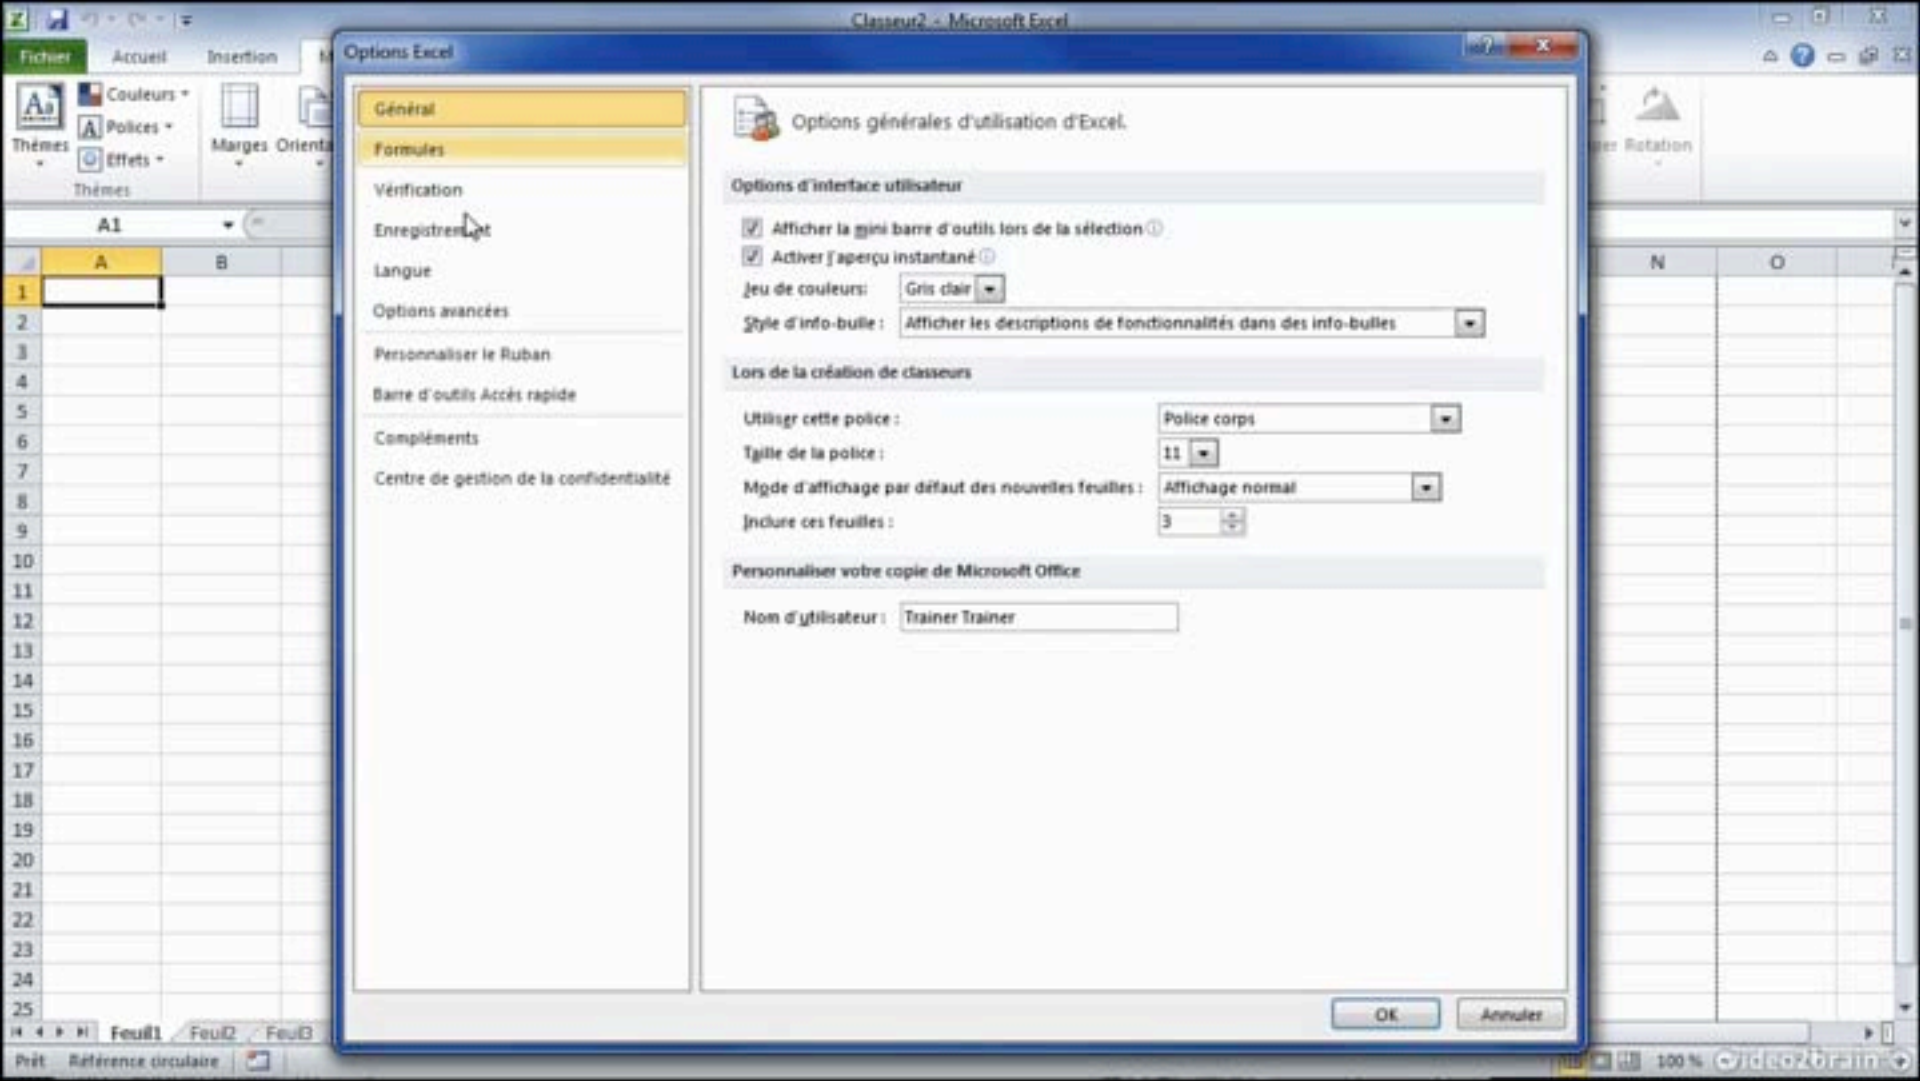 Classeur2 - Microsoft Excel
Fichier Accueil Insertion
Options Excel
Couleurs
Polices
Effets
Thèmes
Marges
Thèmes
Rotation
A1
A B N O
Général
Formules
Vérification
Enregistrement
Langue
Options avancées
Personnaliser le Ruban
Barre d'outils Accès rapide
Compléments
Centre de gestion de la confidentialité
Options générales d'utilisation d'Excel.
Options d'interface utilisateur
Afficher la mini barre d'outils lors de la sélection
Activer l'aperçu instantané
Jeu de couleurs: Gris clair
Style d'info-bulle : Afficher les descriptions de fonctionnalités dans des info-bulles
Lors de la création de classeurs
Utiliser cette police : Police corps
Taille de la police : 11
Mode d'affichage par défaut des nouvelles feuilles : Affichage normal
Inclure ces feuilles : 3
Personnaliser votre copie de Microsoft Office
Nom d'utilisateur : Trainer Trainer
OK Annuler
1
2
3
4
5
6
7
8
9
10
11
12
13
14
15
16
17
18
19
20
21
22
23
24
25
Feuil1 Feuil2 Feuil3
Prêt Référence circulaire 100 %